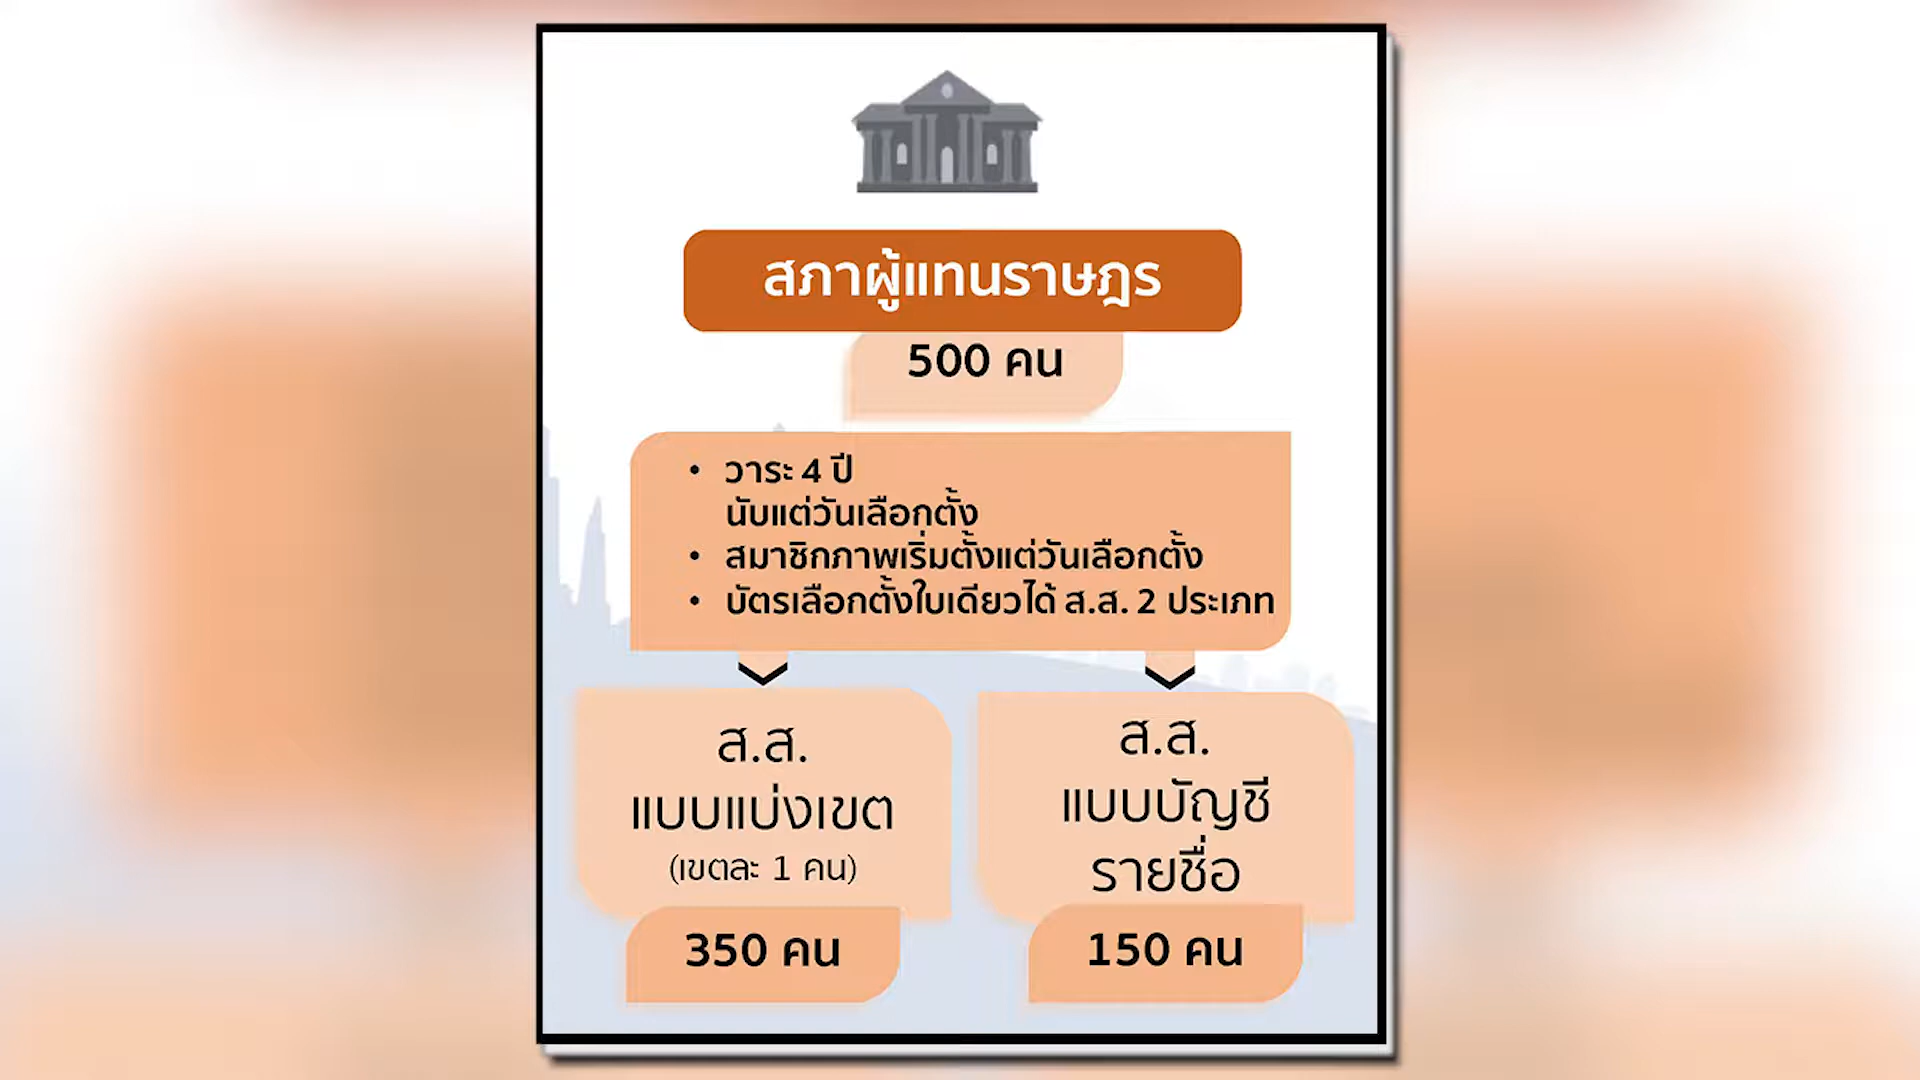 สภาผู้แทนราษฎร
500 คน
• วาระ 4 ปี
นับแต่วันเลือกตั้ง
• สมาชิกภาพเริ่มตั้งแต่วันเลือกตั้ง
• บัตรเลือกตั้งใบเดียวได้ ส.ส. 2 ประเภท
ส.ส.
แบบแบ่งเขต
(เขตละ 1 คน)
350 คน
ส.ส.
แบบบัญชี
รายชื่อ
150 คน